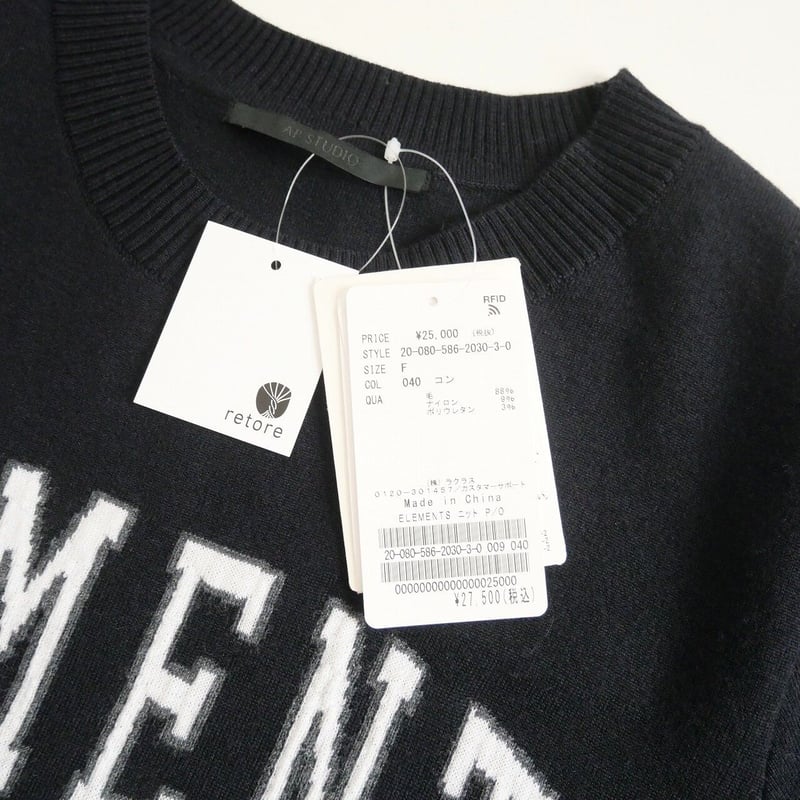 AP STUDIO
retore
RFID
PRICE ¥25,000 (税抜)
STYLE 20-080-586-2030-3-0
SIZE F
COL 040 コン
QUA 毛 88%
ナイロン 9%
ポリウレタン 3%
(株)ラクラス
0120-301457/カスタマーサポート
Made in China
ELEMENTS ニット P/O
20-080-586-2030-3-0 009 040
0000000000000025000
¥27,500(税込)
MENT